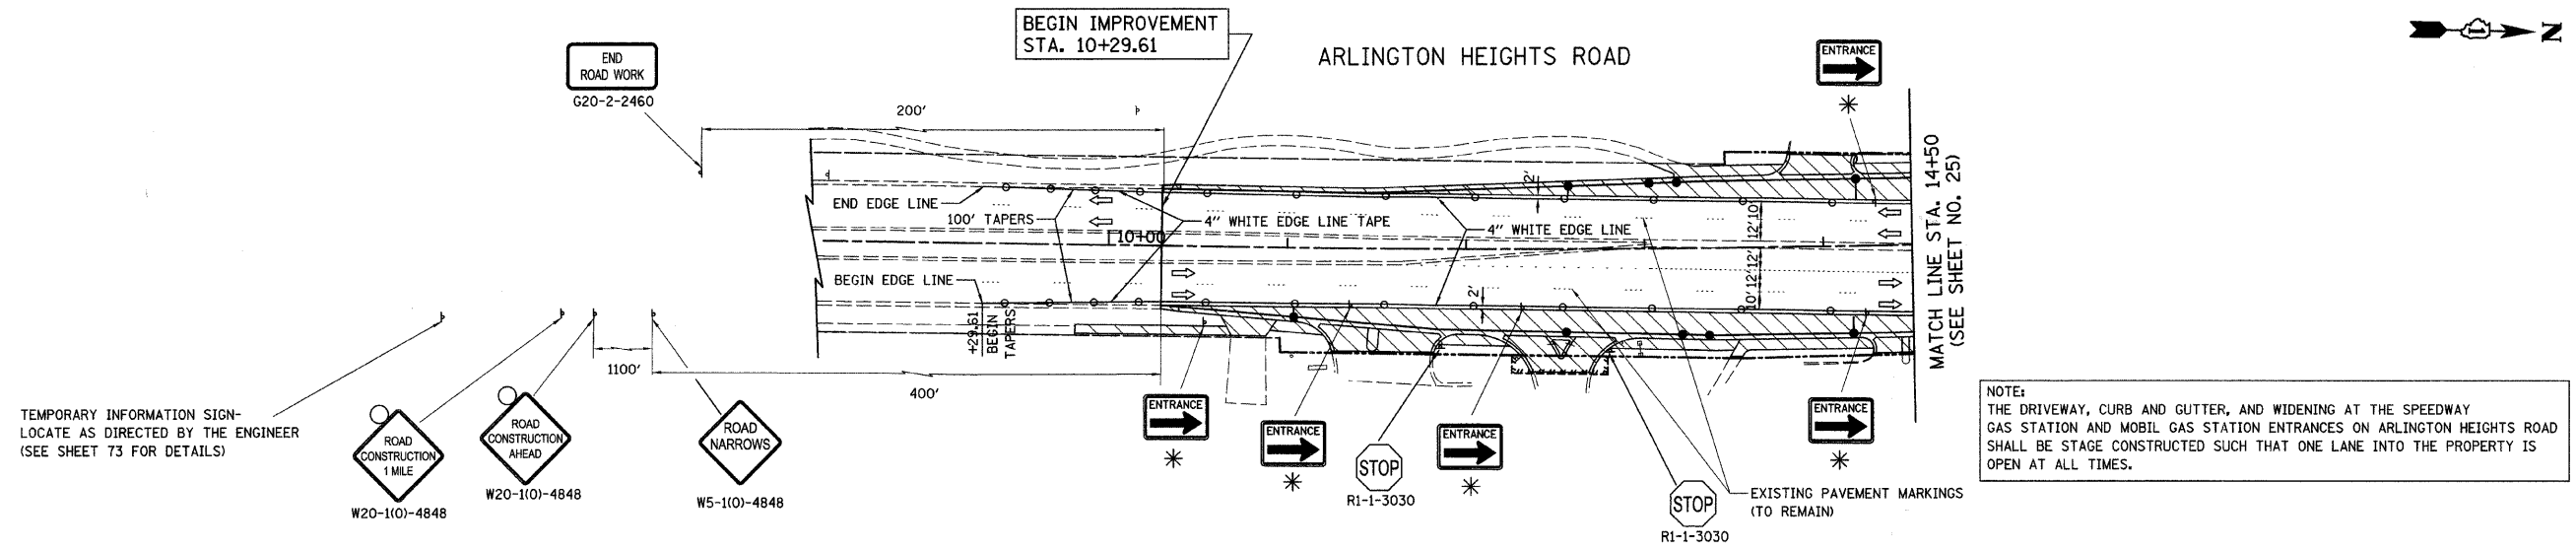 BEGIN IMPROVEMENT
STA. 10+29.61
ARLINGTON HEIGHTS ROAD
N
END
ROAD WORK
G20-2-2460
ENTRANCE
200'
MATCH LINE STA. 14+50
(SEE SHEET NO. 25)
END EDGE LINE
100' TAPERS
4" WHITE EDGE LINE TAPE
4" WHITE EDGE LINE
10+00
2'
12'10'
10'12'12'
BEGIN EDGE LINE
2'
+29.61
BEGIN
TAPERS
1100'
400'
TEMPORARY INFORMATION SIGN-
LOCATE AS DIRECTED BY THE ENGINEER
(SEE SHEET 73 FOR DETAILS)
ROAD
CONSTRUCTION
1 MILE
W20-1(O)-4848
ROAD
CONSTRUCTION
AHEAD
W20-1(O)-4848
ROAD
NARROWS
W5-1(O)-4848
ENTRANCE
ENTRANCE
STOP
R1-1-3030
ENTRANCE
STOP
R1-1-3030
ENTRANCE
EXISTING PAVEMENT MARKINGS
(TO REMAIN)
NOTE:
THE DRIVEWAY, CURB AND GUTTER, AND WIDENING AT THE SPEEDWAY
GAS STATION AND MOBIL GAS STATION ENTRANCES ON ARLINGTON HEIGHTS ROAD
SHALL BE STAGE CONSTRUCTED SUCH THAT ONE LANE INTO THE PROPERTY IS
OPEN AT ALL TIMES.